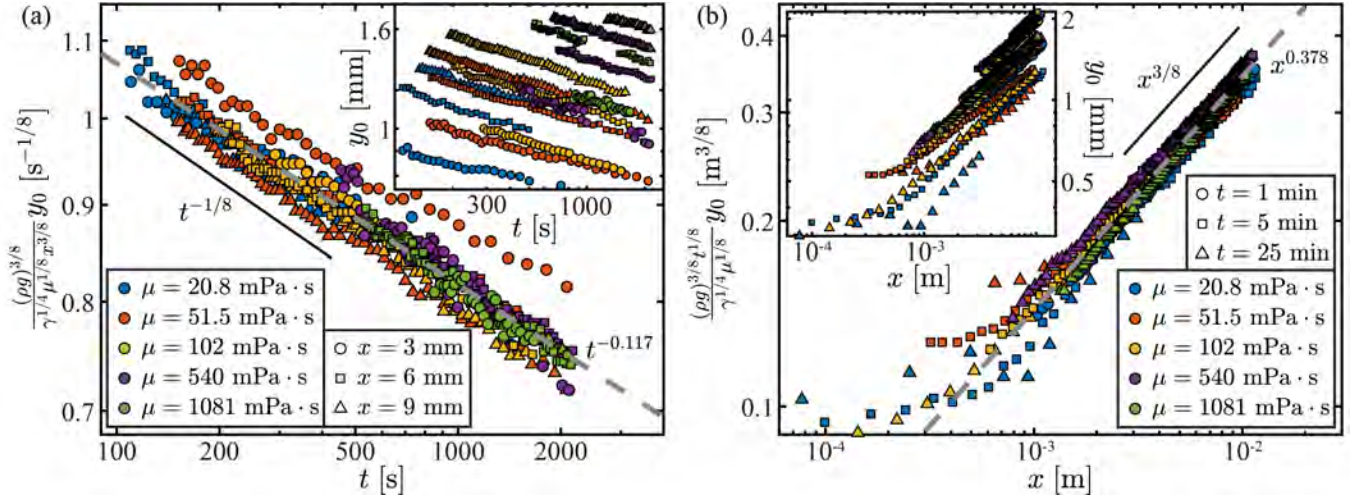 (a)
1.1
1
0.9
0.8
0.7
(ρg)^{3/8} / γ^{1/4} μ^{1/8} x^{3/8} y_0 [s^{-1/8}]
t^{-1/8}
t^{-0.117}
μ = 20.8 mPa · s
μ = 51.5 mPa · s
μ = 102 mPa · s
μ = 540 mPa · s
μ = 1081 mPa · s
x = 3 mm
x = 6 mm
x = 9 mm
100 200 500 1000 2000
t [s]
1.6
1
y_0 [mm]
300 1000
t [s]
(b)
0.4
0.3
0.2
0.1
(ρg)^{3/8} t^{1/8} / γ^{1/4} μ^{1/8} y_0 [m^{3/8}]
2
1
0.5
y_0 [mm]
10^{-4} 10^{-3}
x [m]
x^{3/8}
x^{0.378}
t = 1 min
t = 5 min
t = 25 min
μ = 20.8 mPa · s
μ = 51.5 mPa · s
μ = 102 mPa · s
μ = 540 mPa · s
μ = 1081 mPa · s
10^{-4} 10^{-3} 10^{-2}
x [m]